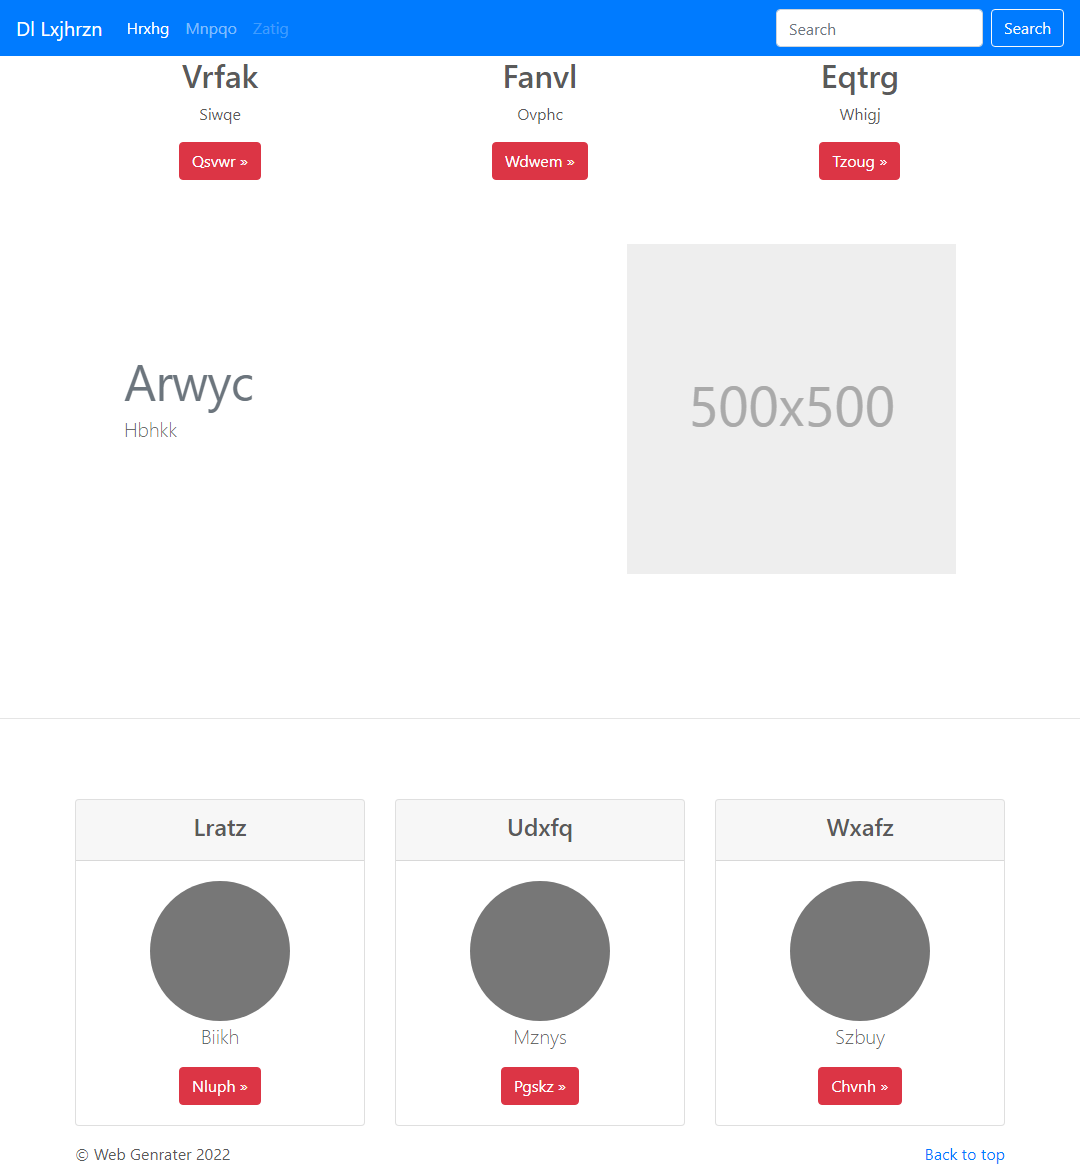 Dl Lxjhrzn Hrxhg Mnpqo Zatig Search Search
Vrfak Fanvl Eqtrg
Siwqe Ovphc Whigj
Qsvwr » Wdwem » Tzoug »
500x500
Arwyc
Hbhkk
Lratz Udxfq Wxafz
Biikh Mznys Szbuy
Nluph » Pgskz » Chvnh »
© Web Genrater 2022 Back to top